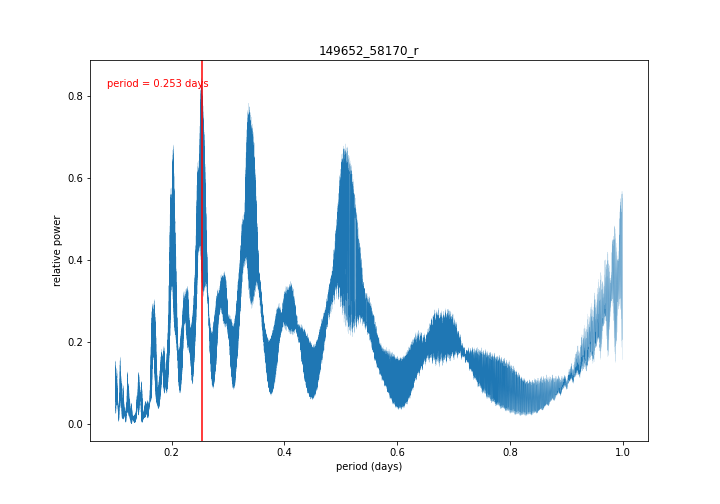 149652_58170_r
period = 0.253 days
relative power
0.8
0.6
0.4
0.2
0.0
0.2 0.4 0.6 0.8 1.0
period (days)